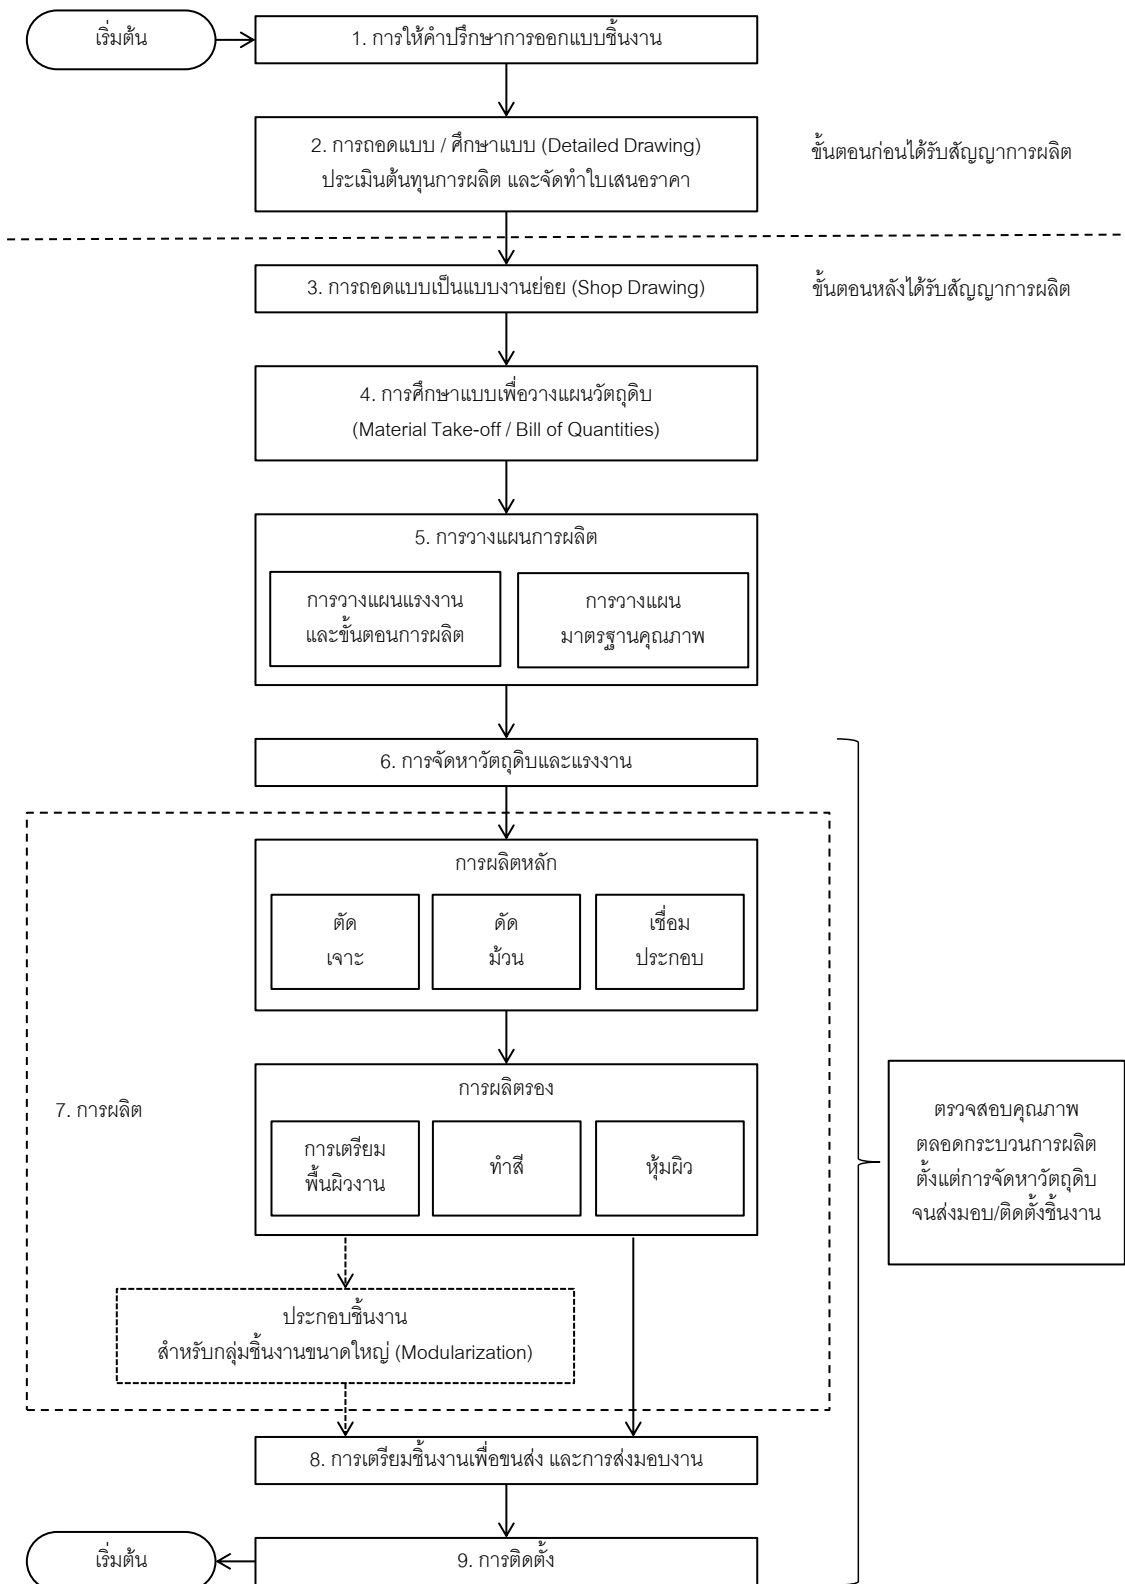 เริ่มต้น
1. การให้คำปรึกษาการออกแบบชิ้นงาน
2. การถอดแบบ / ศึกษาแบบ (Detailed Drawing)
ประเมินต้นทุนการผลิต และจัดทำใบเสนอราคา
ขั้นตอนก่อนได้รับสัญญาการผลิต
3. การถอดแบบเป็นแบบงานย่อย (Shop Drawing)
ขั้นตอนหลังได้รับสัญญาการผลิต
4. การศึกษาแบบเพื่อวางแผนวัตถุดิบ
(Material Take-off / Bill of Quantities)
5. การวางแผนการผลิต
การวางแผนแรงงาน
และขั้นตอนการผลิต
การวางแผน
มาตรฐานคุณภาพ
6. การจัดหาวัตถุดิบและแรงงาน
การผลิตหลัก
ตัด
เจาะ
ดัด
ม้วน
เชื่อม
ประกอบ
7. การผลิต
การผลิตรอง
การเตรียม
พื้นผิวงาน
ทำสี
หุ้มผิว
ตรวจสอบคุณภาพ
ตลอดกระบวนการผลิต
ตั้งแต่การจัดหาวัตถุดิบ
จนส่งมอบ/ติดตั้งชิ้นงาน
ประกอบชิ้นงาน
สำหรับกลุ่มชิ้นงานขนาดใหญ่ (Modularization)
8. การเตรียมชิ้นงานเพื่อขนส่ง และการส่งมอบงาน
เริ่มต้น
9. การติดตั้ง